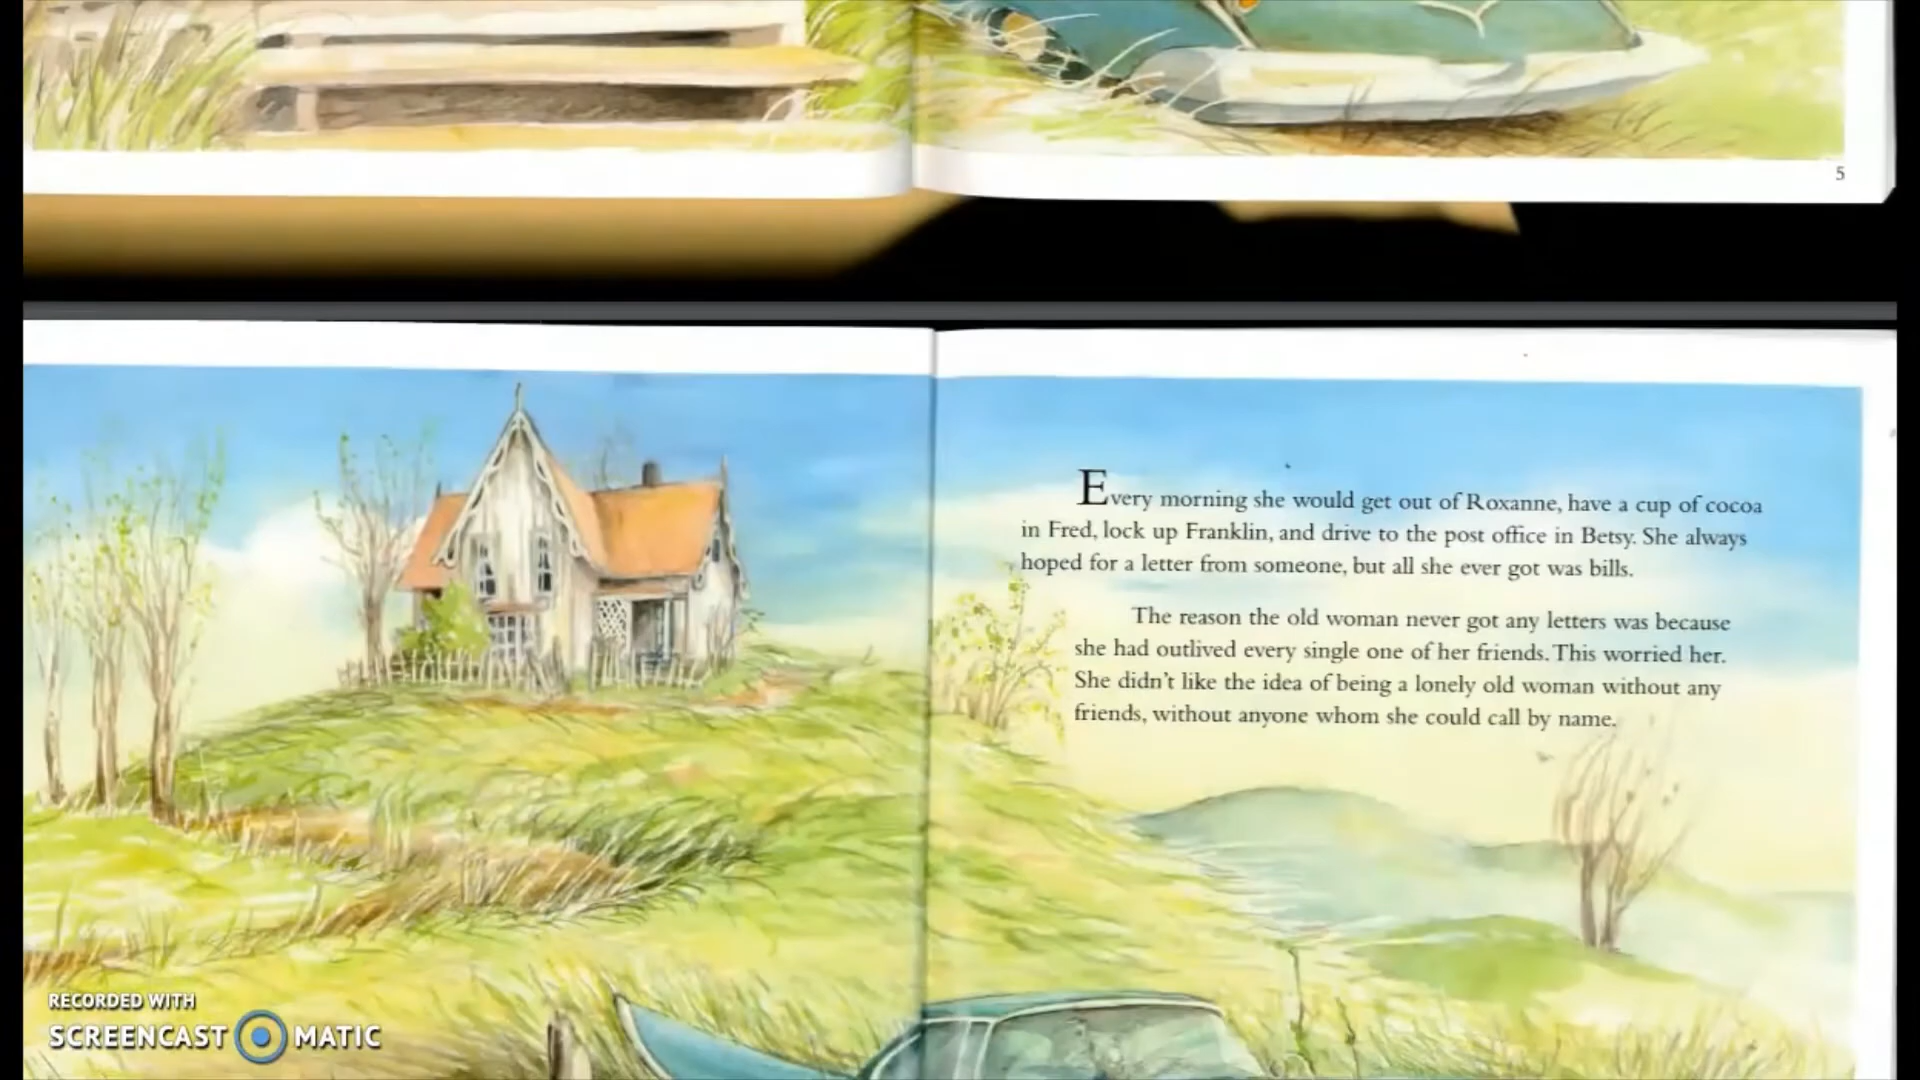 5
Every morning she would get out of Roxanne, have a cup of cocoa
in Fred, lock up Franklin, and drive to the post office in Betsy. She always
hoped for a letter from someone, but all she ever got was bills.
The reason the old woman never got any letters was because
she had outlived every single one of her friends. This worried her.
She didn't like the idea of being a lonely old woman without any
friends, without anyone whom she could call by name.
RECORDED WITH
SCREENCAST MATIC